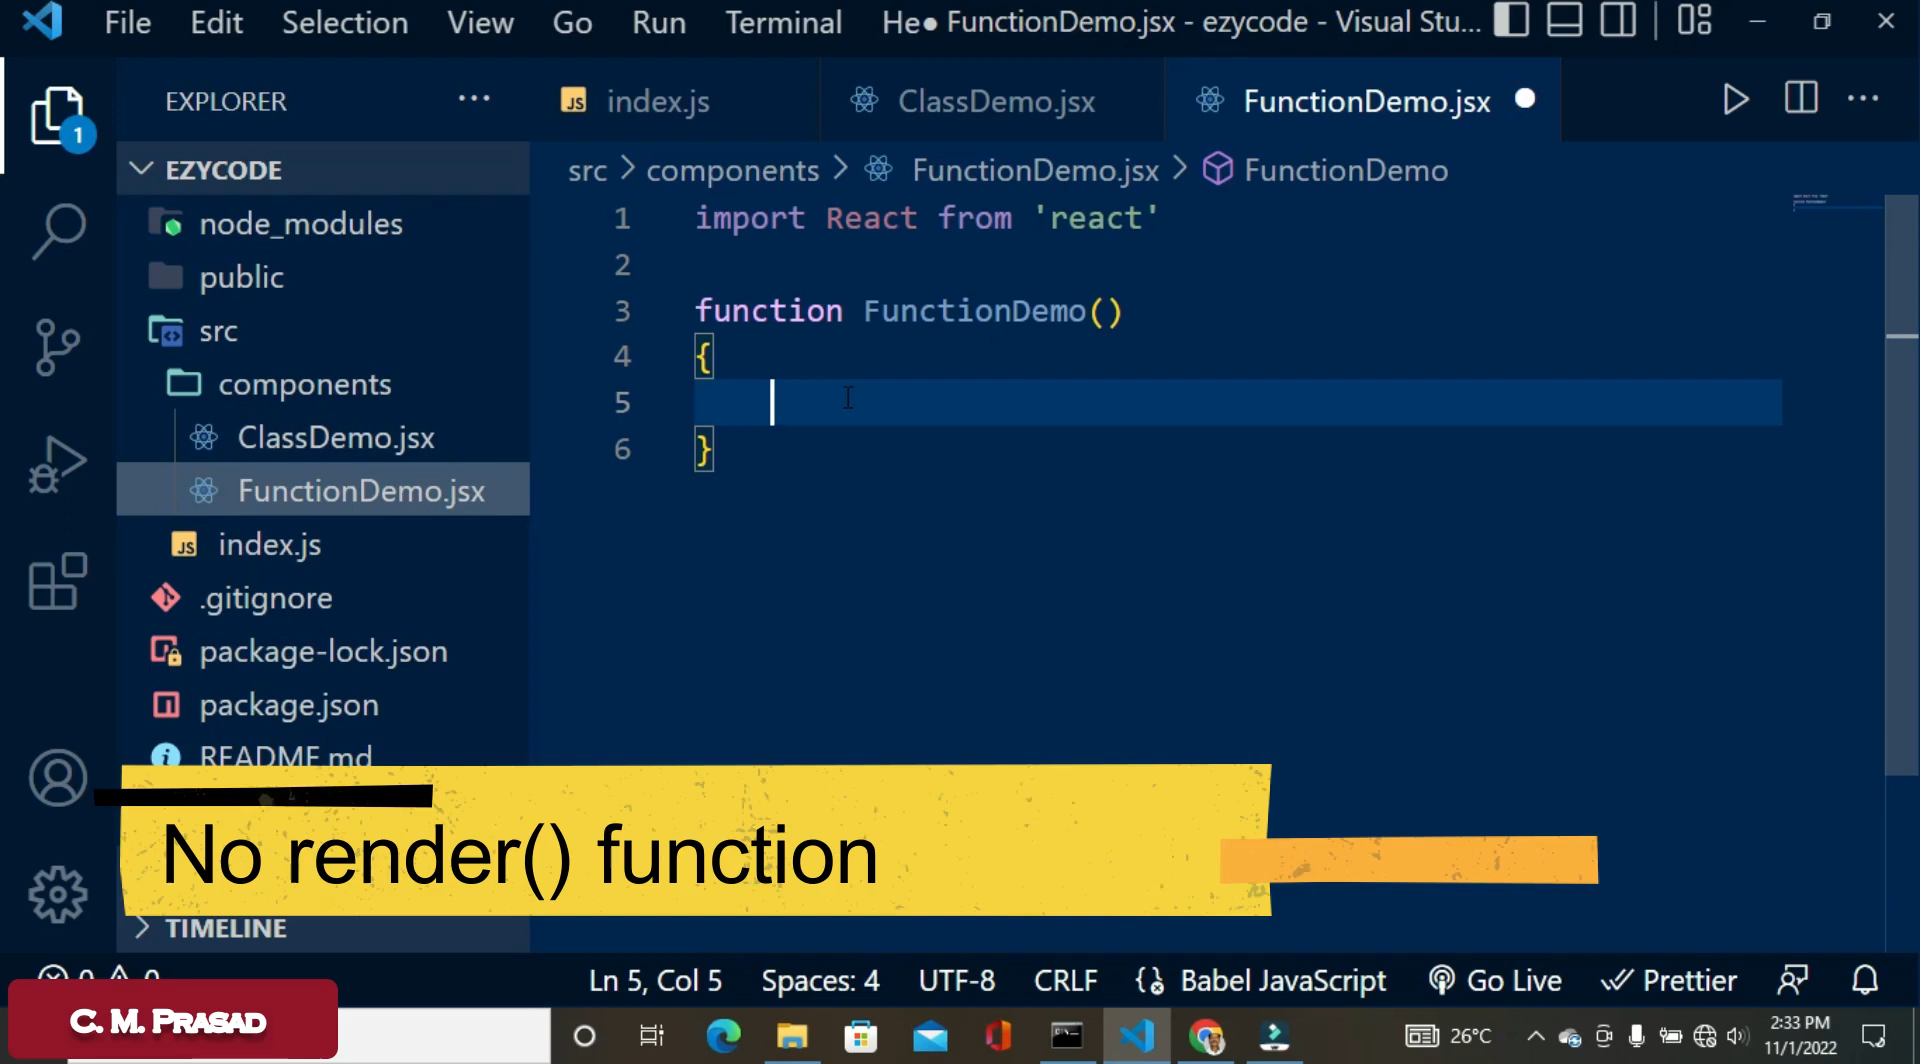 File Edit Selection View Go Run Terminal He● FunctionDemo.jsx - ezycode - Visual Stu...
EXPLORER ...
index.js ClassDemo.jsx FunctionDemo.jsx
1
EZYCODE
node_modules
public
src
components
ClassDemo.jsx
FunctionDemo.jsx
index.js
.gitignore
package-lock.json
package.json
README.md
TIMELINE
src > components > FunctionDemo.jsx > FunctionDemo
1 import React from 'react'
2
3 function FunctionDemo()
4 {
5
6 }
No render() function
0 0 Ln 5, Col 5 Spaces: 4 UTF-8 CRLF Babel JavaScript Go Live Prettier
C. M. PRASAD
26°C
2:33 PM
11/1/2022